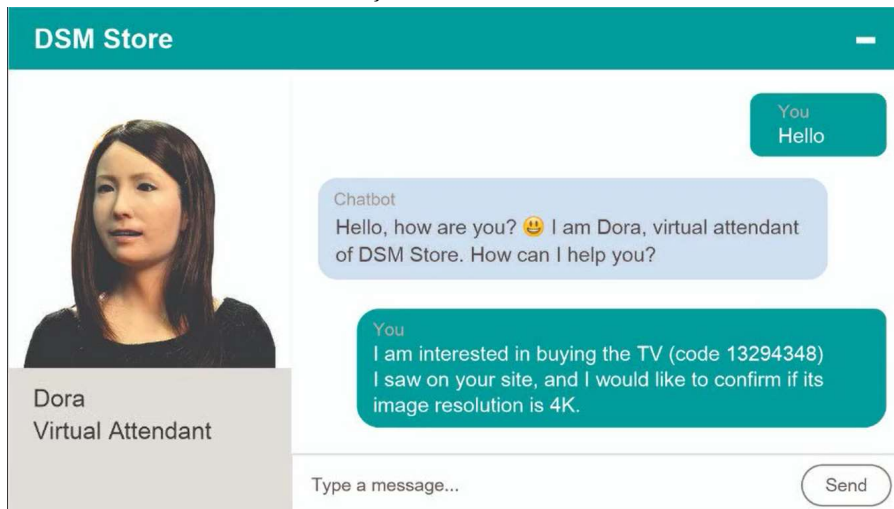 DSM Store
You
Hello
Chatbot
Hello, how are you? 😃 I am Dora, virtual attendant
of DSM Store. How can I help you?
You
I am interested in buying the TV (code 13294348)
I saw on your site, and I would like to confirm if its
image resolution is 4K.
Dora
Virtual Attendant
Type a message...
Send